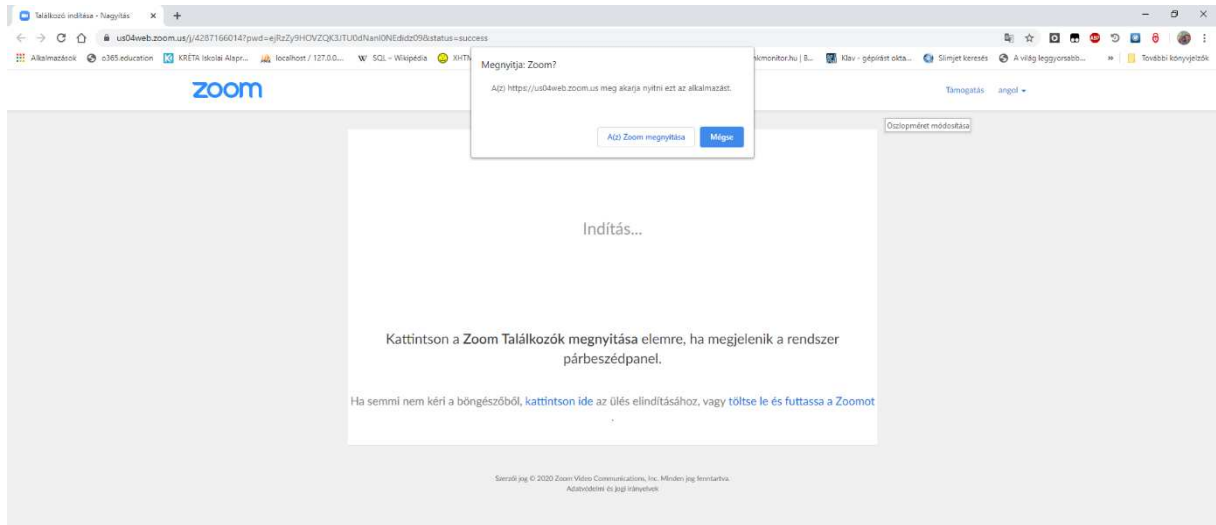 Találkozó indítása - Nagyítás
us04web.zoom.us/j/4287166014?pwd=ejRzZy9HOVZQK3JTU0dNanl0NEdidz09&status=success
Alkalmazások o365.education KRÉTA Iskolai Alapr... localhost / 127.0.0... SQL – Wikipédia Klav - gépírást okta... Slimjet keresés A világ leggyorsabb... » További könyvjelzők
Megnyitja: Zoom?
A(z) https://us04web.zoom.us meg akarja nyitni ezt az alkalmazást.
A(z) Zoom megnyitása Mégse
zoom Támogatás angol
Oszlopméret módosítása
Indítás...
Kattintson a Zoom Találkozók megnyitása elemre, ha megjelenik a rendszer
párbeszédpanel.
Ha semmi nem kéri a böngészőből, kattintson ide az ülés elindításához, vagy töltse le és futtassa a Zoomot
.
Szerzői jog © 2020 Zoom Video Communications, Inc. Minden jog fenntartva.
Adatvédelmi és jogi irányelvek